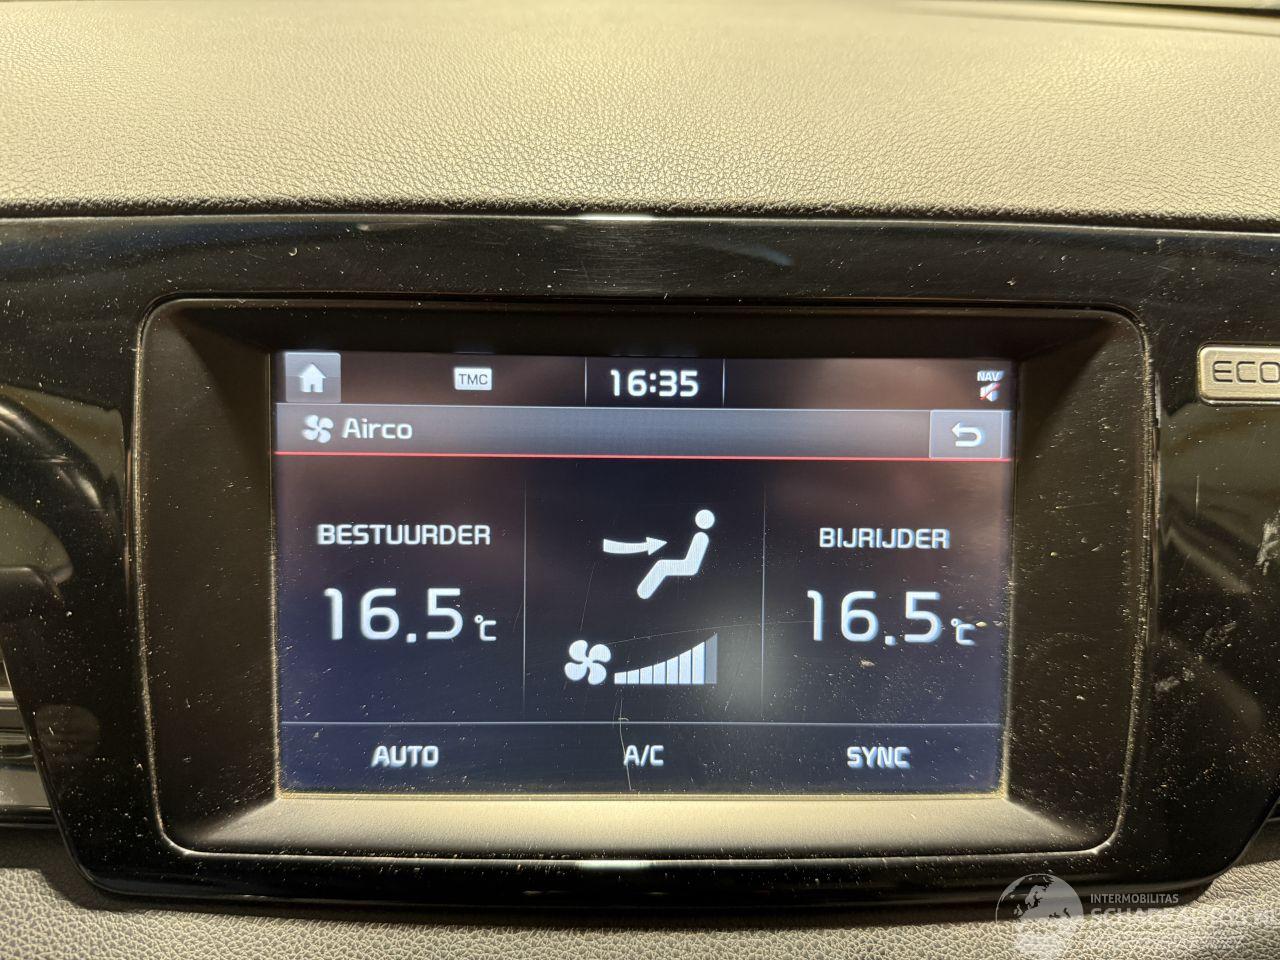 TMC
16:35
NAV
ECO
Airco
BESTUURDER
BIJRIJDER
16.5 °C
16.5 °C
AUTO
A/C
SYNC
INTERMOBILITAS